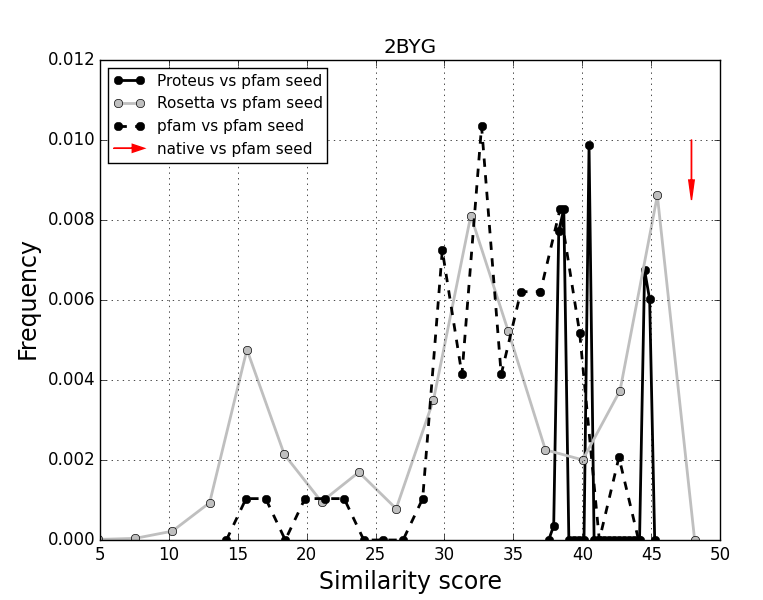 2BYG
Proteus vs pfam seed
Rosetta vs pfam seed
pfam vs pfam seed
native vs pfam seed
0.012
0.010
0.008
0.006
0.004
0.002
0.000
Frequency
5 10 15 20 25 30 35 40 45 50
Similarity score